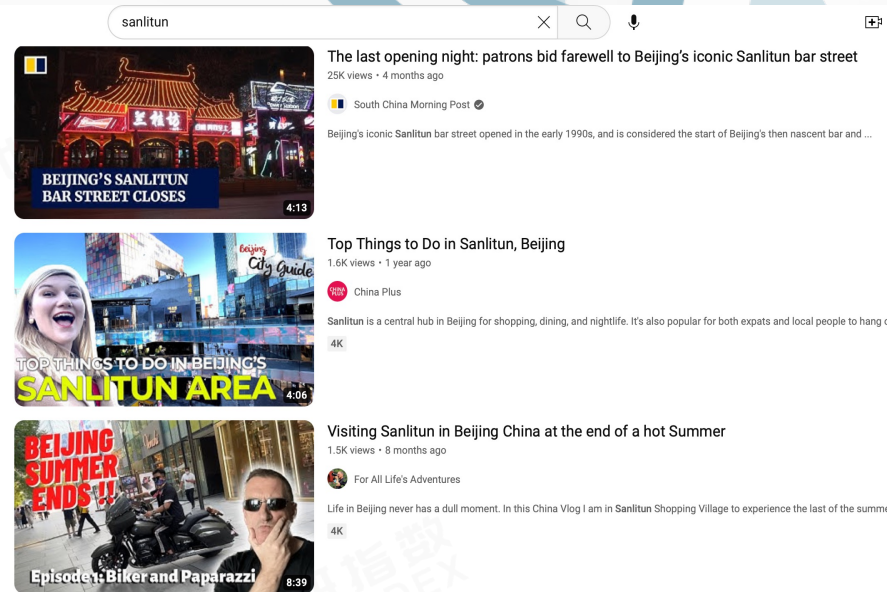 sanlitun
The last opening night: patrons bid farewell to Beijing's iconic Sanlitun bar street
25K views • 4 months ago
South China Morning Post
Beijing's iconic Sanlitun bar street opened in the early 1990s, and is considered the start of Beijing's then nascent bar and ...
兰桂坊
BEIJING'S SANLITUN
BAR STREET CLOSES
4:13
Top Things to Do in Sanlitun, Beijing
1.6K views • 1 year ago
CHINA
PLUS
China Plus
Sanlitun is a central hub in Beijing for shopping, dining, and nightlife. It's also popular for both expats and local people to hang
4K
Beijing
City Guide
TOP THINGS TO DO IN BEIJING'S
SANLITUN AREA
4:06
Visiting Sanlitun in Beijing China at the end of a hot Summer
1.5K views • 8 months ago
For All Life's Adventures
Life in Beijing never has a dull moment. In this China Vlog I am in Sanlitun Shopping Village to experience the last of the summe
4K
BEIJING
SUMMER
ENDS !!
Episode 1: Biker and Paparazzi
8:39
指数